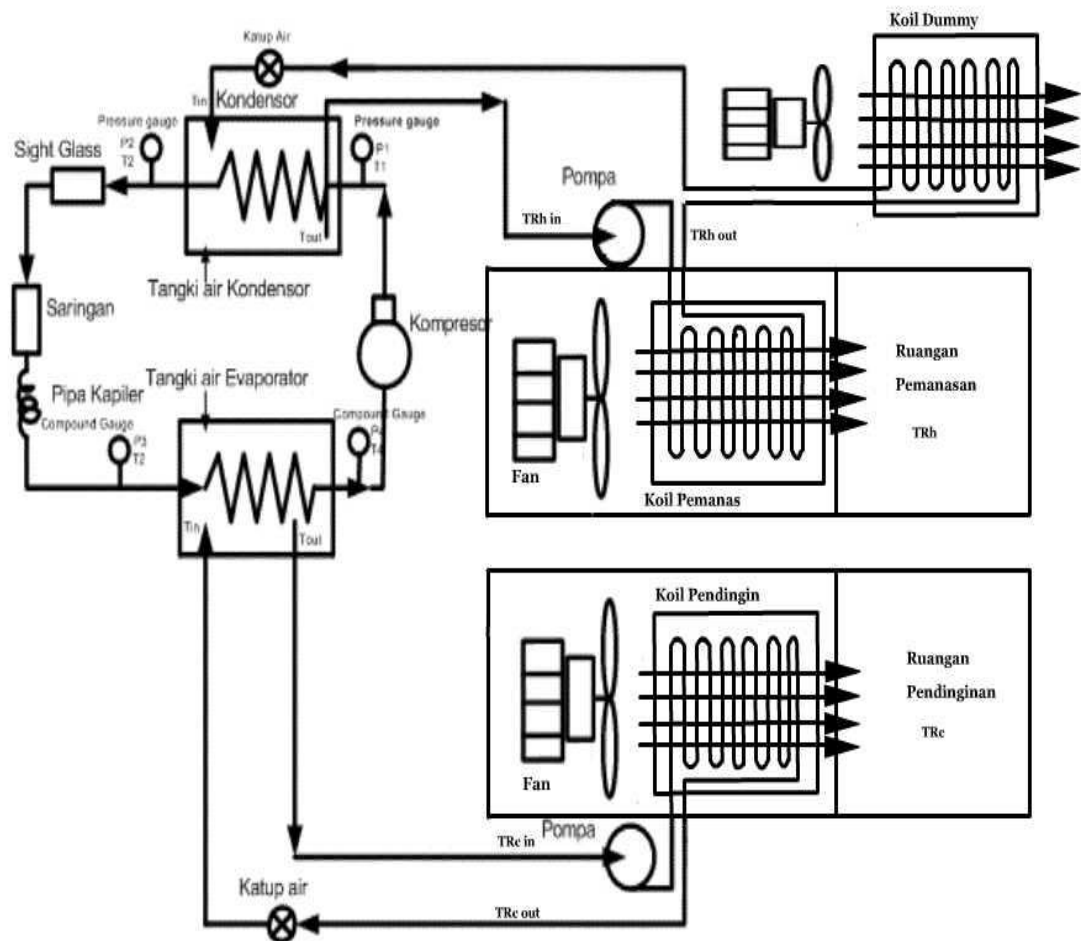 Koil Dummy
Katup Air
Tin
Kondensor
Pressure gauge
P2
T2
Pressure gauge
P1
T1
Sight Glass
Pompa
TRh in
TRh out
Tout
Tangki air Kondensor
Saringan
Kompresor
Ruangan
Pemanasan
TRh
Tangki air Evaporator
Pipa Kapiler
Compound Gauge
P3
T2
Compound Gauge
P4
T4
Fan
Koil Pemanas
Tin
Tout
Koil Pendingin
Ruangan
Pendinginan
TRc
Fan
Pompa
TRc in
Katup air
TRc out